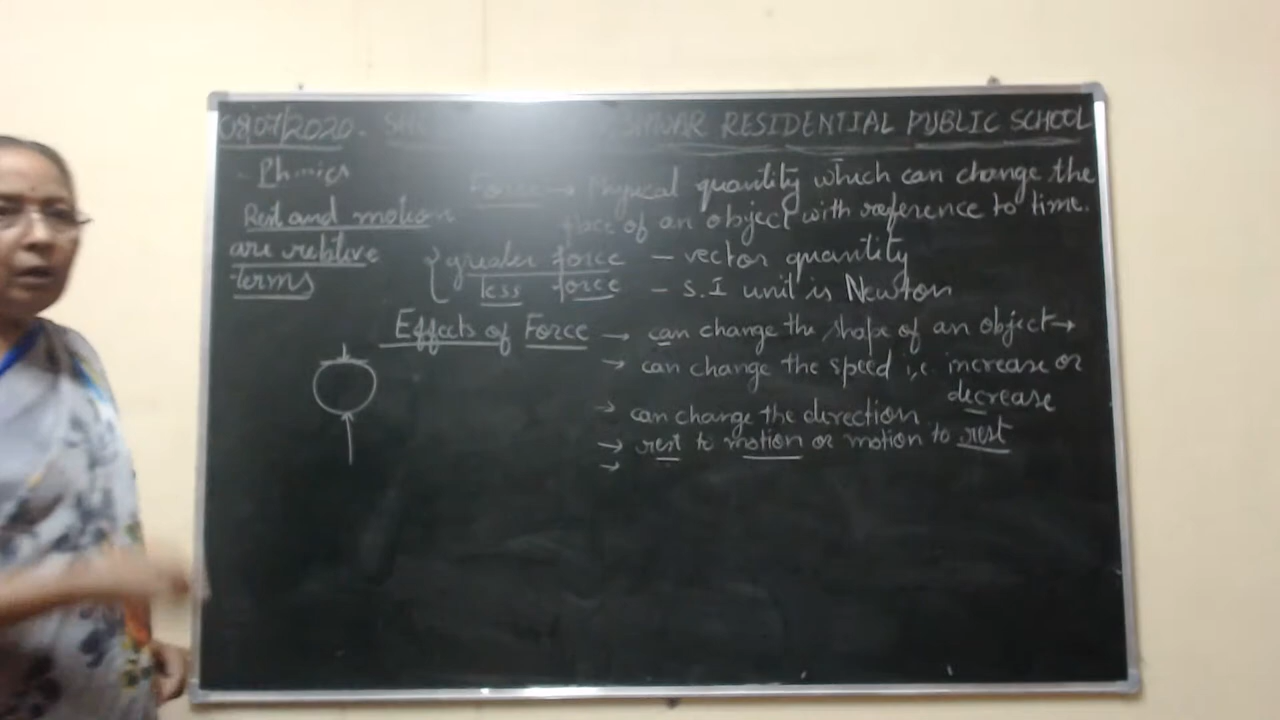 08/07/2020. RESIDENTIAL PUBLIC SCHOOL
Physics
Force → Physical quantity which can change the
place of an object with reference to time.
Rest and motion
are relative
terms
greater force — vector quantity
less force — S.I unit is Newton
Effects of Force → can change the shape of an object →
→ can change the speed i,e increase or
decrease
→ can change the direction
→ rest to motion or motion to rest
→